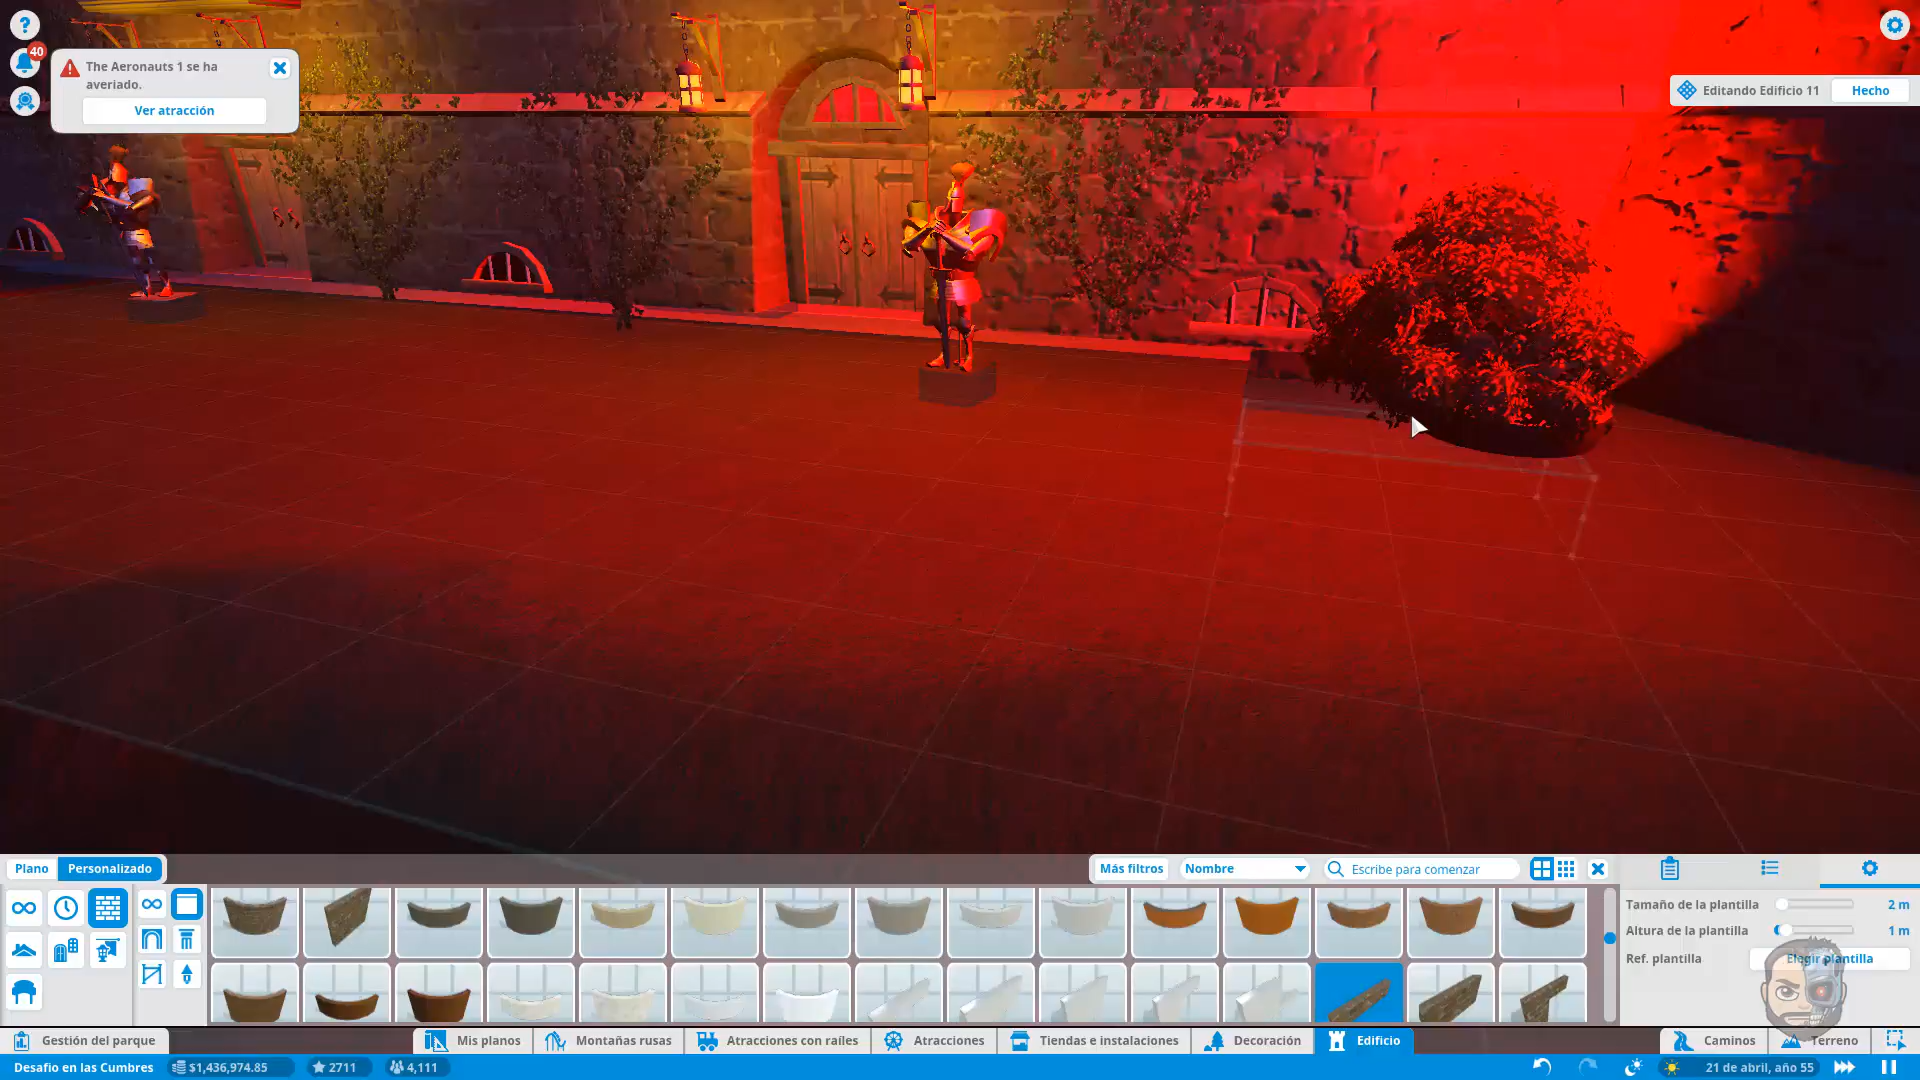 ?
40
The Aeronauts 1 se ha
averiado.
Ver atracción
Editando Edificio 11
Hecho
Plano
Personalizado
Más filtros
Nombre
Escribe para comenzar
Tamaño de la plantilla
2 m
Altura de la plantilla
1 m
Ref. plantilla
Elegir plantilla
Gestión del parque
Mis planos
Montañas rusas
Atracciones con raíles
Atracciones
Tiendas e instalaciones
Decoración
Edificio
Caminos
Terreno
Desafio en las Cumbres
$1,436,974.85
2711
4,111
21 de abril, año 55